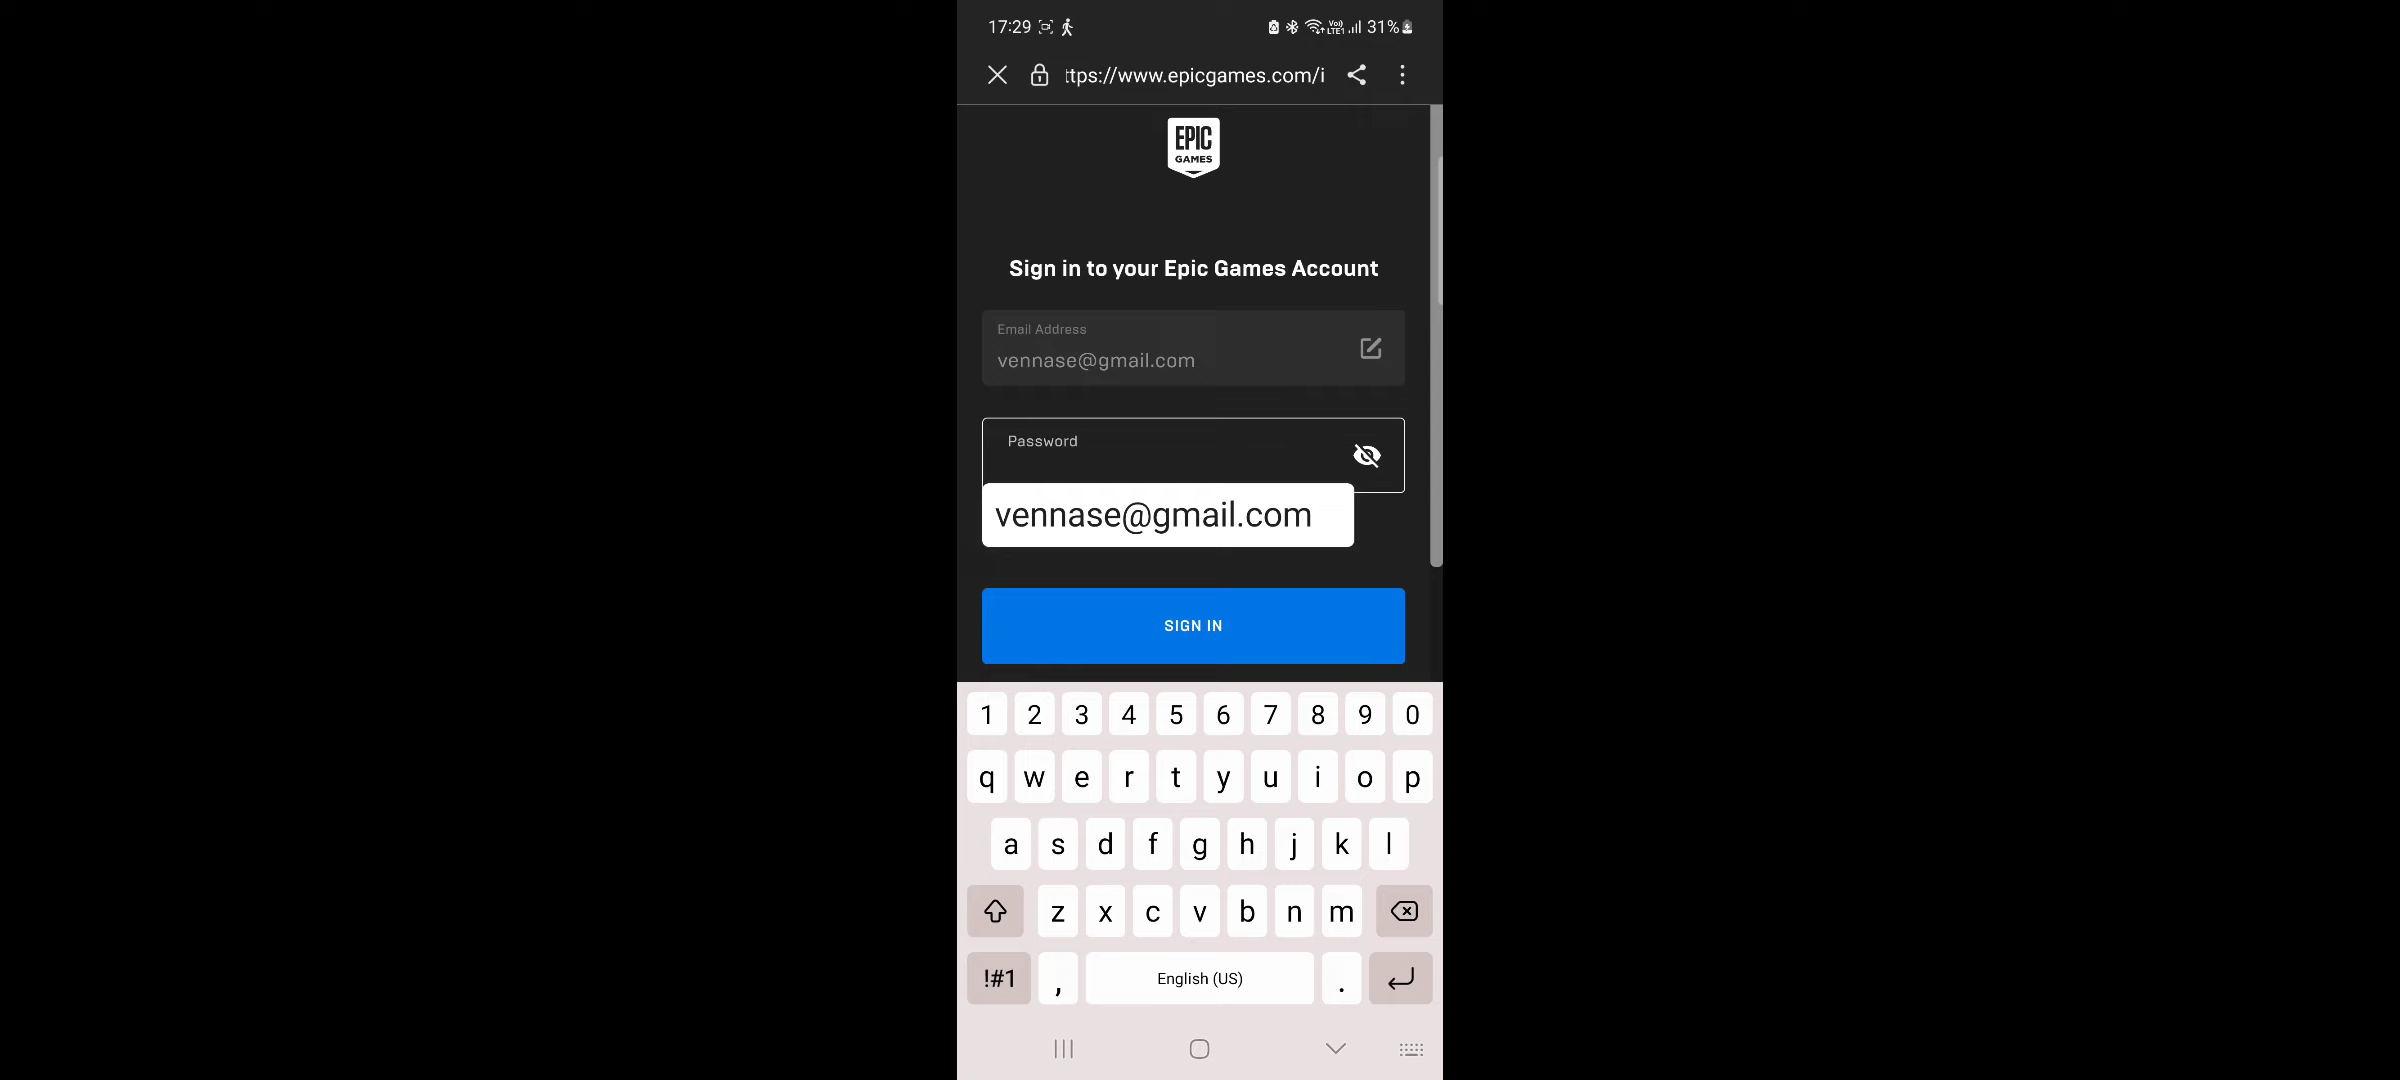 17:29 Vo) LTE1 31%
ttps://www.epicgames.com/i
EPIC
GAMES
Sign in to your Epic Games Account
Email Address
vennase@gmail.com
Password
vennase@gmail.com
SIGN IN
1 2 3 4 5 6 7 8 9 0
q w e r t y u i o p
a s d f g h j k l
z x c v b n m
!#1 , English (US) .